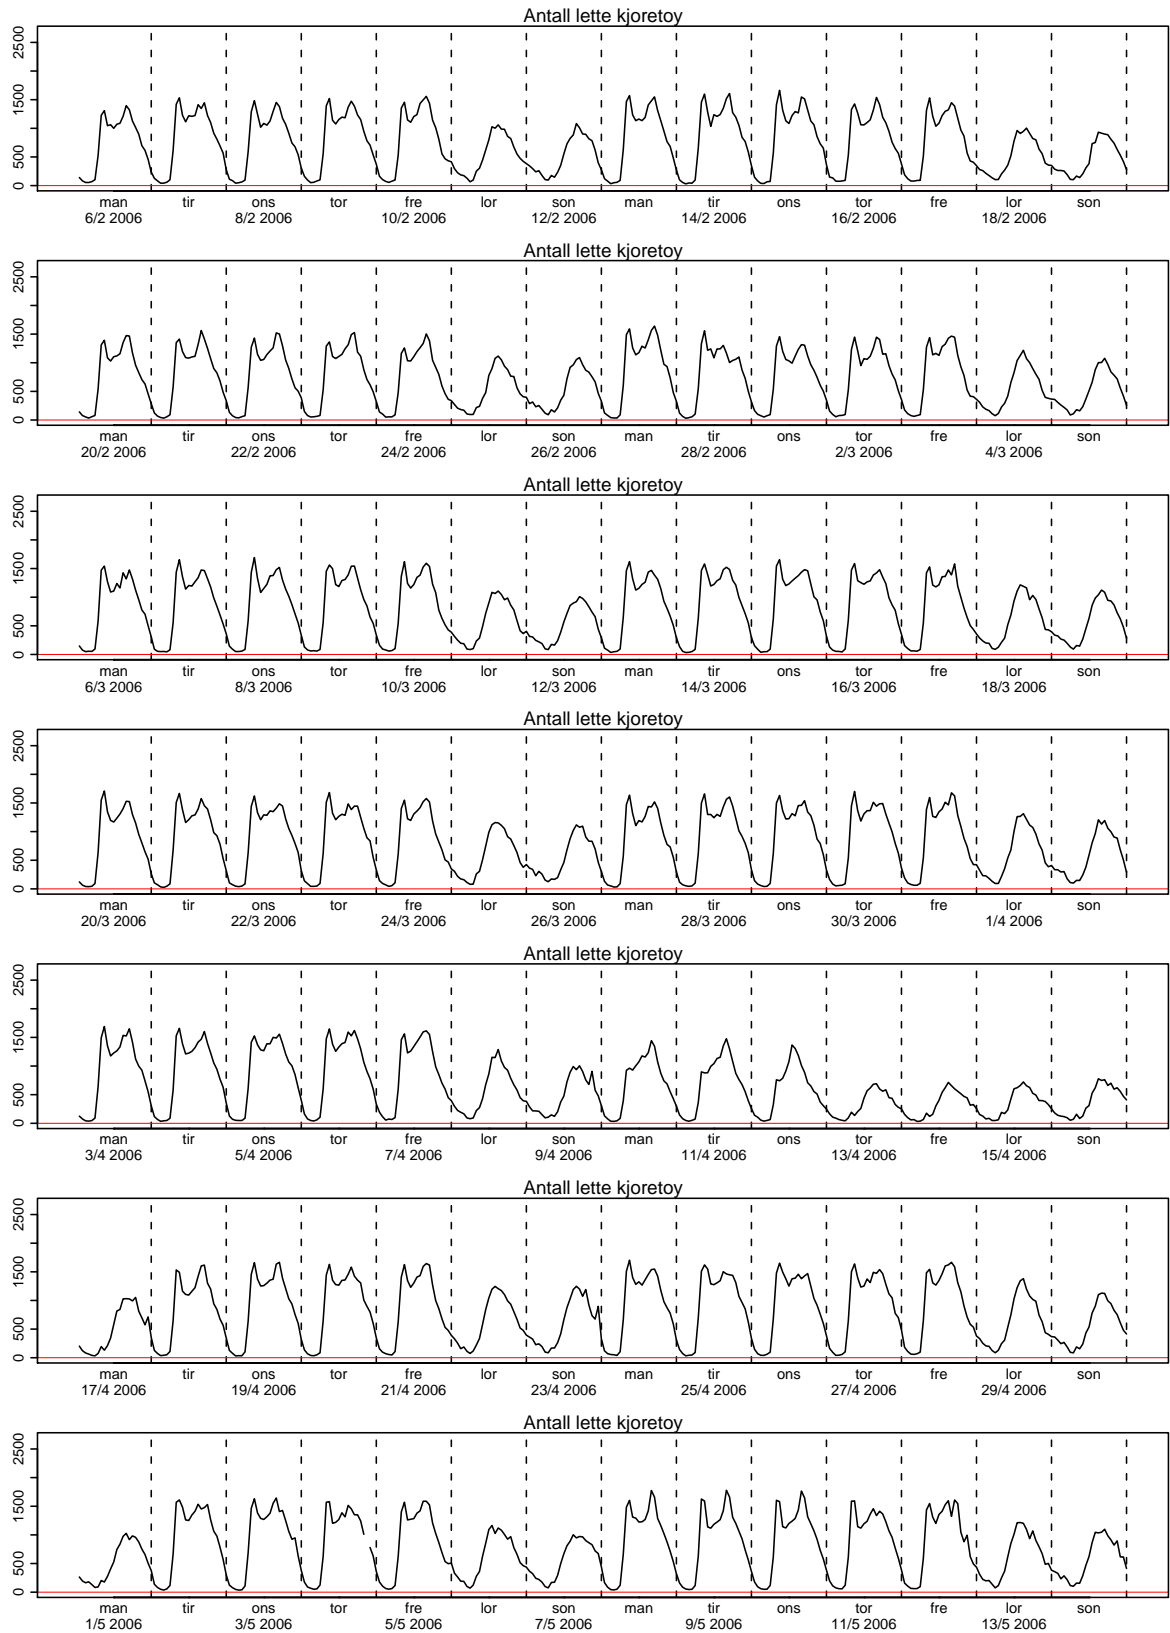 Antall lette kjoretoy
2500
1500
500
0
man tir ons tor fre lor son man tir ons tor fre lor son
6/2 2006 8/2 2006 10/2 2006 12/2 2006 14/2 2006 16/2 2006 18/2 2006
Antall lette kjoretoy
2500
1500
500
0
man tir ons tor fre lor son man tir ons tor fre lor son
20/2 2006 22/2 2006 24/2 2006 26/2 2006 28/2 2006 2/3 2006 4/3 2006
Antall lette kjoretoy
2500
1500
500
0
man tir ons tor fre lor son man tir ons tor fre lor son
6/3 2006 8/3 2006 10/3 2006 12/3 2006 14/3 2006 16/3 2006 18/3 2006
Antall lette kjoretoy
2500
1500
500
0
man tir ons tor fre lor son man tir ons tor fre lor son
20/3 2006 22/3 2006 24/3 2006 26/3 2006 28/3 2006 30/3 2006 1/4 2006
Antall lette kjoretoy
2500
1500
500
0
man tir ons tor fre lor son man tir ons tor fre lor son
3/4 2006 5/4 2006 7/4 2006 9/4 2006 11/4 2006 13/4 2006 15/4 2006
Antall lette kjoretoy
2500
1500
500
0
man tir ons tor fre lor son man tir ons tor fre lor son
17/4 2006 19/4 2006 21/4 2006 23/4 2006 25/4 2006 27/4 2006 29/4 2006
Antall lette kjoretoy
2500
1500
500
0
man tir ons tor fre lor son man tir ons tor fre lor son
1/5 2006 3/5 2006 5/5 2006 7/5 2006 9/5 2006 11/5 2006 13/5 2006